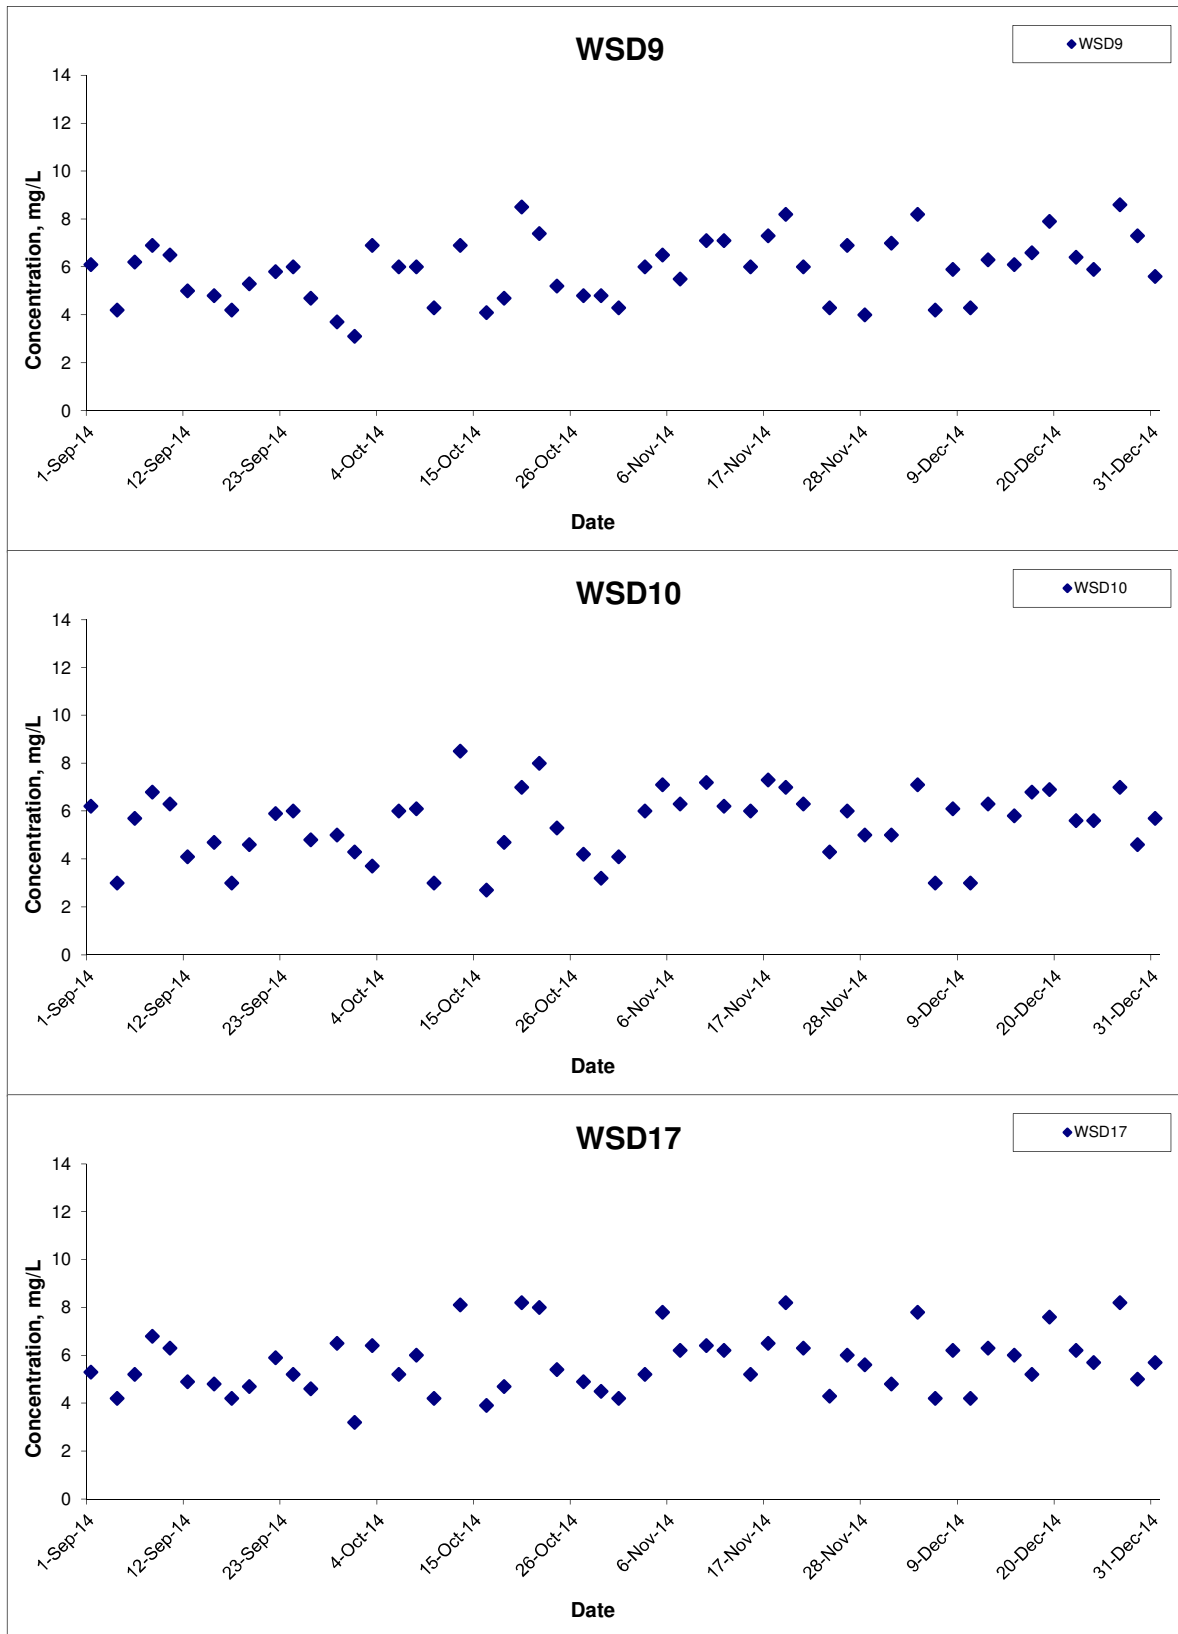 WSD9
WSD9
14
12
10
8
6
4
2
0
Concentration, mg/L
1-Sep-14
12-Sep-14
23-Sep-14
4-Oct-14
15-Oct-14
26-Oct-14
6-Nov-14
17-Nov-14
28-Nov-14
9-Dec-14
20-Dec-14
31-Dec-14
Date
WSD10
WSD10
14
12
10
8
6
4
2
0
Concentration, mg/L
1-Sep-14
12-Sep-14
23-Sep-14
4-Oct-14
15-Oct-14
26-Oct-14
6-Nov-14
17-Nov-14
28-Nov-14
9-Dec-14
20-Dec-14
31-Dec-14
Date
WSD17
WSD17
14
12
10
8
6
4
2
0
Concentration, mg/L
1-Sep-14
12-Sep-14
23-Sep-14
4-Oct-14
15-Oct-14
26-Oct-14
6-Nov-14
17-Nov-14
28-Nov-14
9-Dec-14
20-Dec-14
31-Dec-14
Date